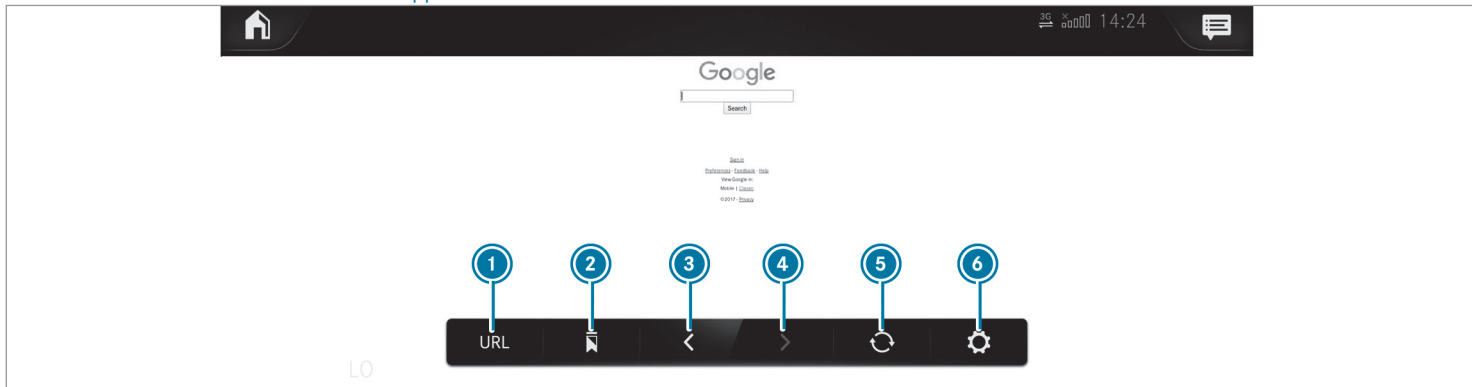 3G 14:24
Google
Search
Sign in
Preferences - Feedback - Help
View Google in:
Mobile | Classic
©2017 - Privacy
1 2 3 4 5 6
URL
LO